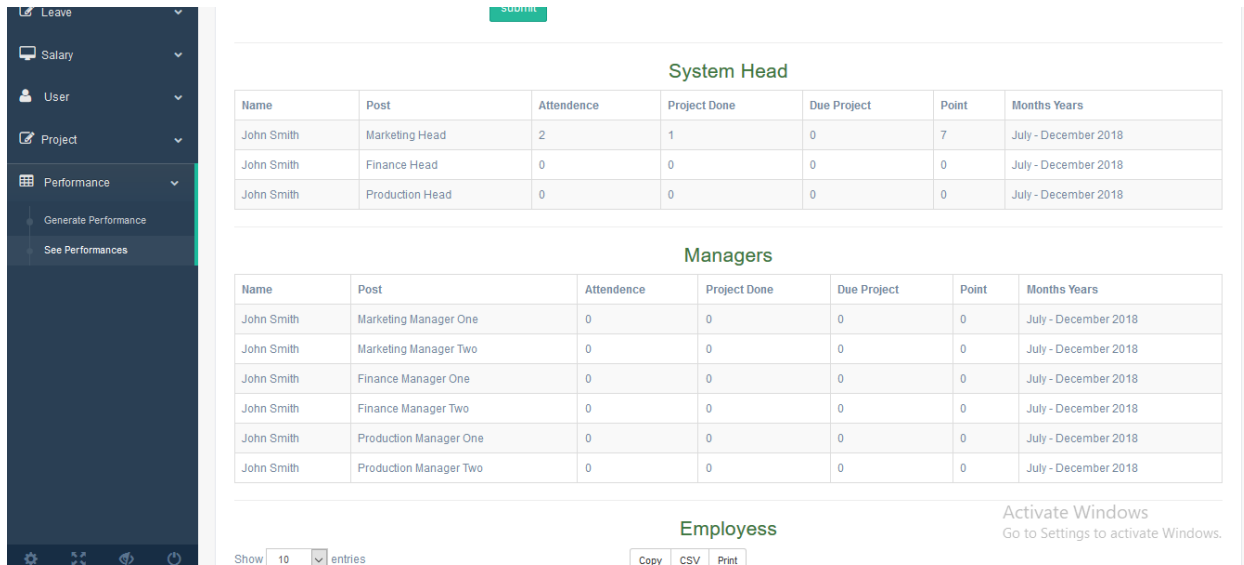 Leave
Salary
User
Project
Performance
Generate Performance
See Performances
submit
System Head
Name Post Attendence Project Done Due Project Point Months Years
John Smith Marketing Head 2 1 0 7 July - December 2018
John Smith Finance Head 0 0 0 0 July - December 2018
John Smith Production Head 0 0 0 0 July - December 2018
Managers
Name Post Attendence Project Done Due Project Point Months Years
John Smith Marketing Manager One 0 0 0 0 July - December 2018
John Smith Marketing Manager Two 0 0 0 0 July - December 2018
John Smith Finance Manager One 0 0 0 0 July - December 2018
John Smith Finance Manager Two 0 0 0 0 July - December 2018
John Smith Production Manager One 0 0 0 0 July - December 2018
John Smith Production Manager Two 0 0 0 0 July - December 2018
Employess
Show 10 entries
Copy CSV Print
Activate Windows
Go to Settings to activate Windows.